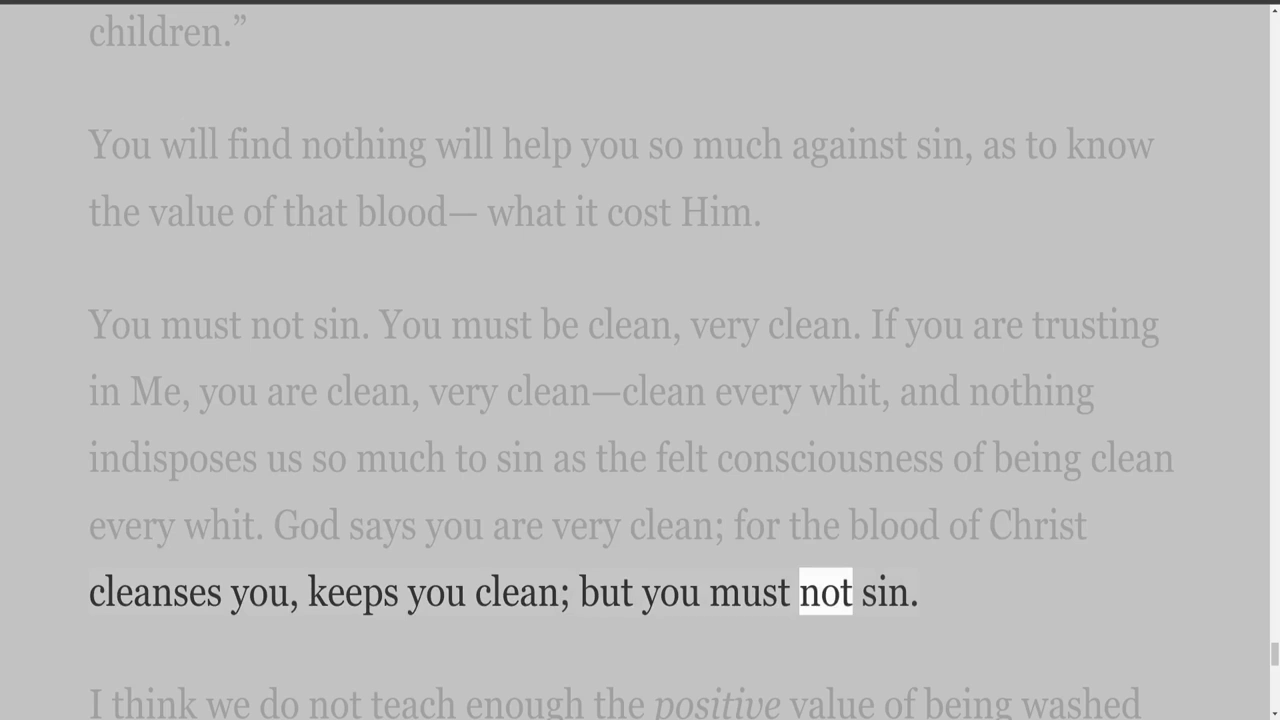 children.”
You will find nothing will help you so much against sin, as to know
the value of that blood— what it cost Him.
You must not sin. You must be clean, very clean. If you are trusting
in Me, you are clean, very clean—clean every whit, and nothing
indisposes us so much to sin as the felt consciousness of being clean
every whit. God says you are very clean; for the blood of Christ
cleanses you, keeps you clean; but you must not sin.
I think we do not teach enough the positive value of being washed